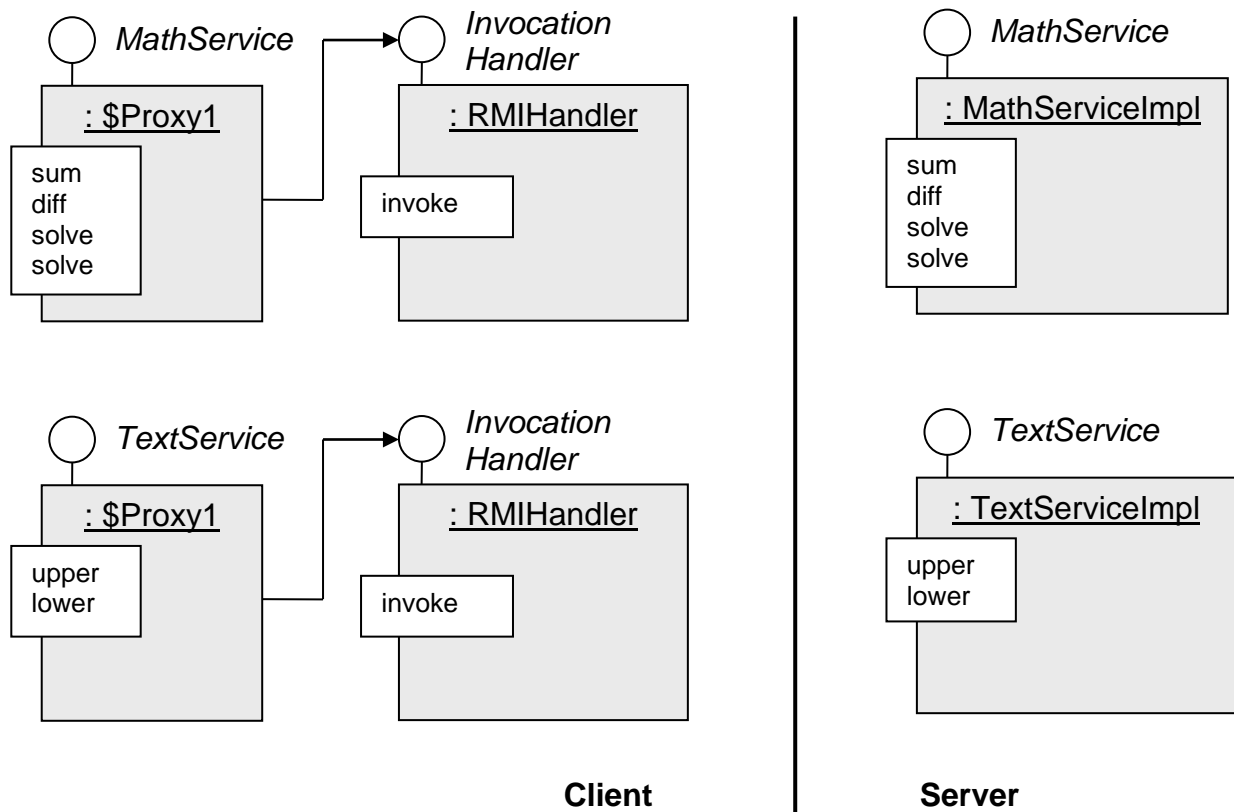 MathService
Invocation
Handler
MathService
: $Proxy1
: RMIHandler
: MathServiceImpl
sum
diff
solve
solve
invoke
sum
diff
solve
solve
TextService
Invocation
Handler
TextService
: $Proxy1
: RMIHandler
: TextServiceImpl
upper
lower
invoke
upper
lower
Client
Server